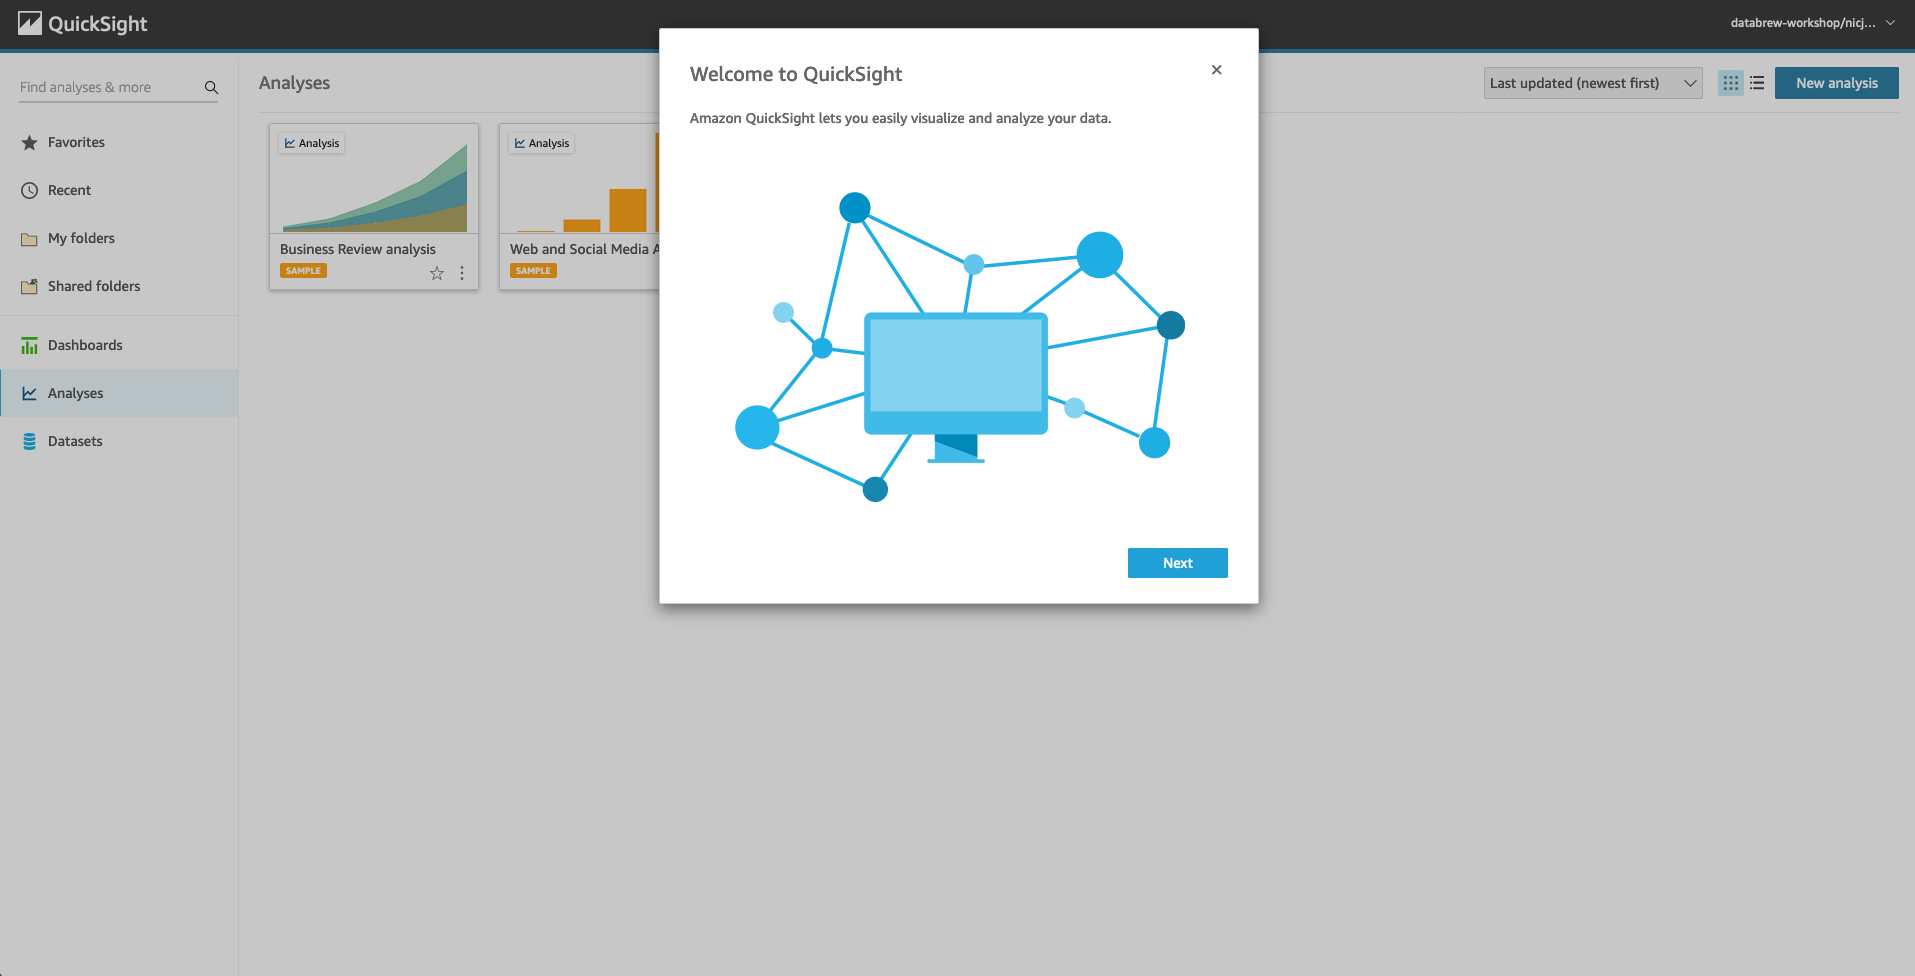 QuickSight
databrew-workshop/nicj...
Find analyses & more
Favorites
Recent
My folders
Shared folders
Dashboards
Analyses
Datasets
Analyses
Last updated (newest first)
New analysis
Analysis
Business Review analysis
SAMPLE
Analysis
Web and Social Media A
SAMPLE
Welcome to QuickSight
Amazon QuickSight lets you easily visualize and analyze your data.
Next